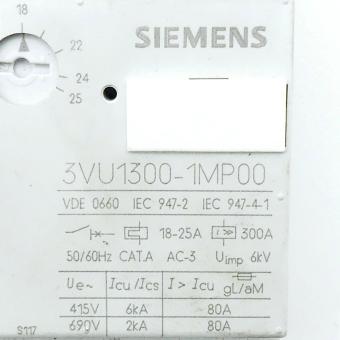 18
22
24
25
SIEMENS
3VU1300-1MP00
VDE 0660 IEC 947-2 IEC 947-4-1
18-25A I>> 300A
50/60Hz CAT.A AC-3 Uimp 6kV
Ue~ Icu/Ics I > Icu gL/aM
415V 6kA 80A
690V 2kA 80A
S117